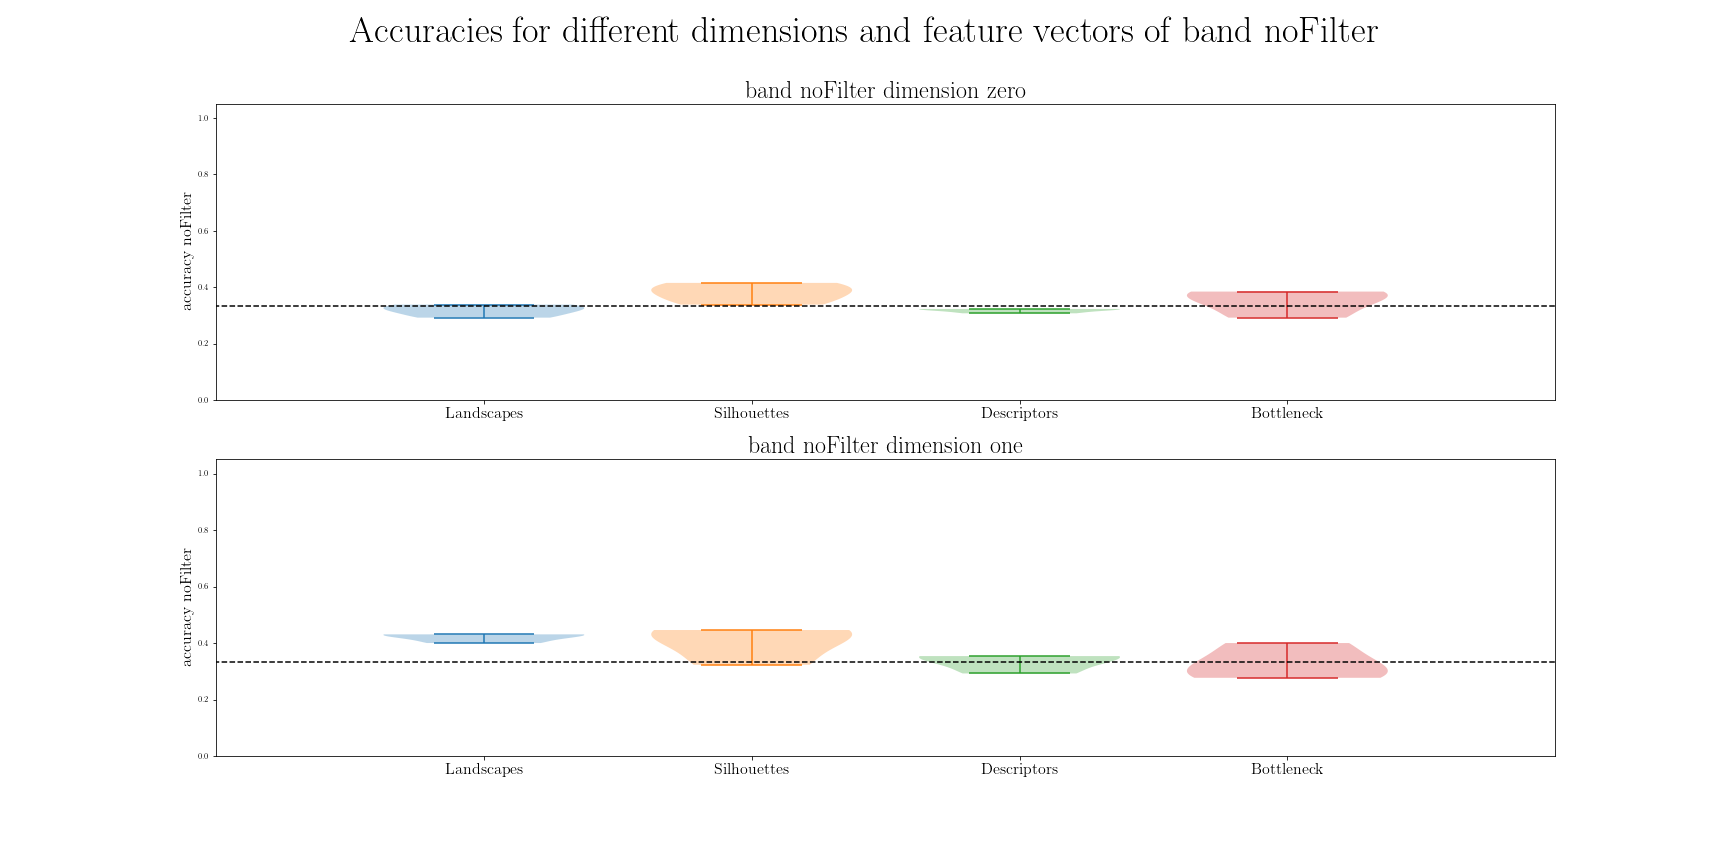 Accuracies for different dimensions and feature vectors of band noFilter
band noFilter dimension zero
accuracy noFilter
1.0
0.8
0.6
0.4
0.2
0.0
Landscapes Silhouettes Descriptors Bottleneck
band noFilter dimension one
accuracy noFilter
1.0
0.8
0.6
0.4
0.2
0.0
Landscapes Silhouettes Descriptors Bottleneck